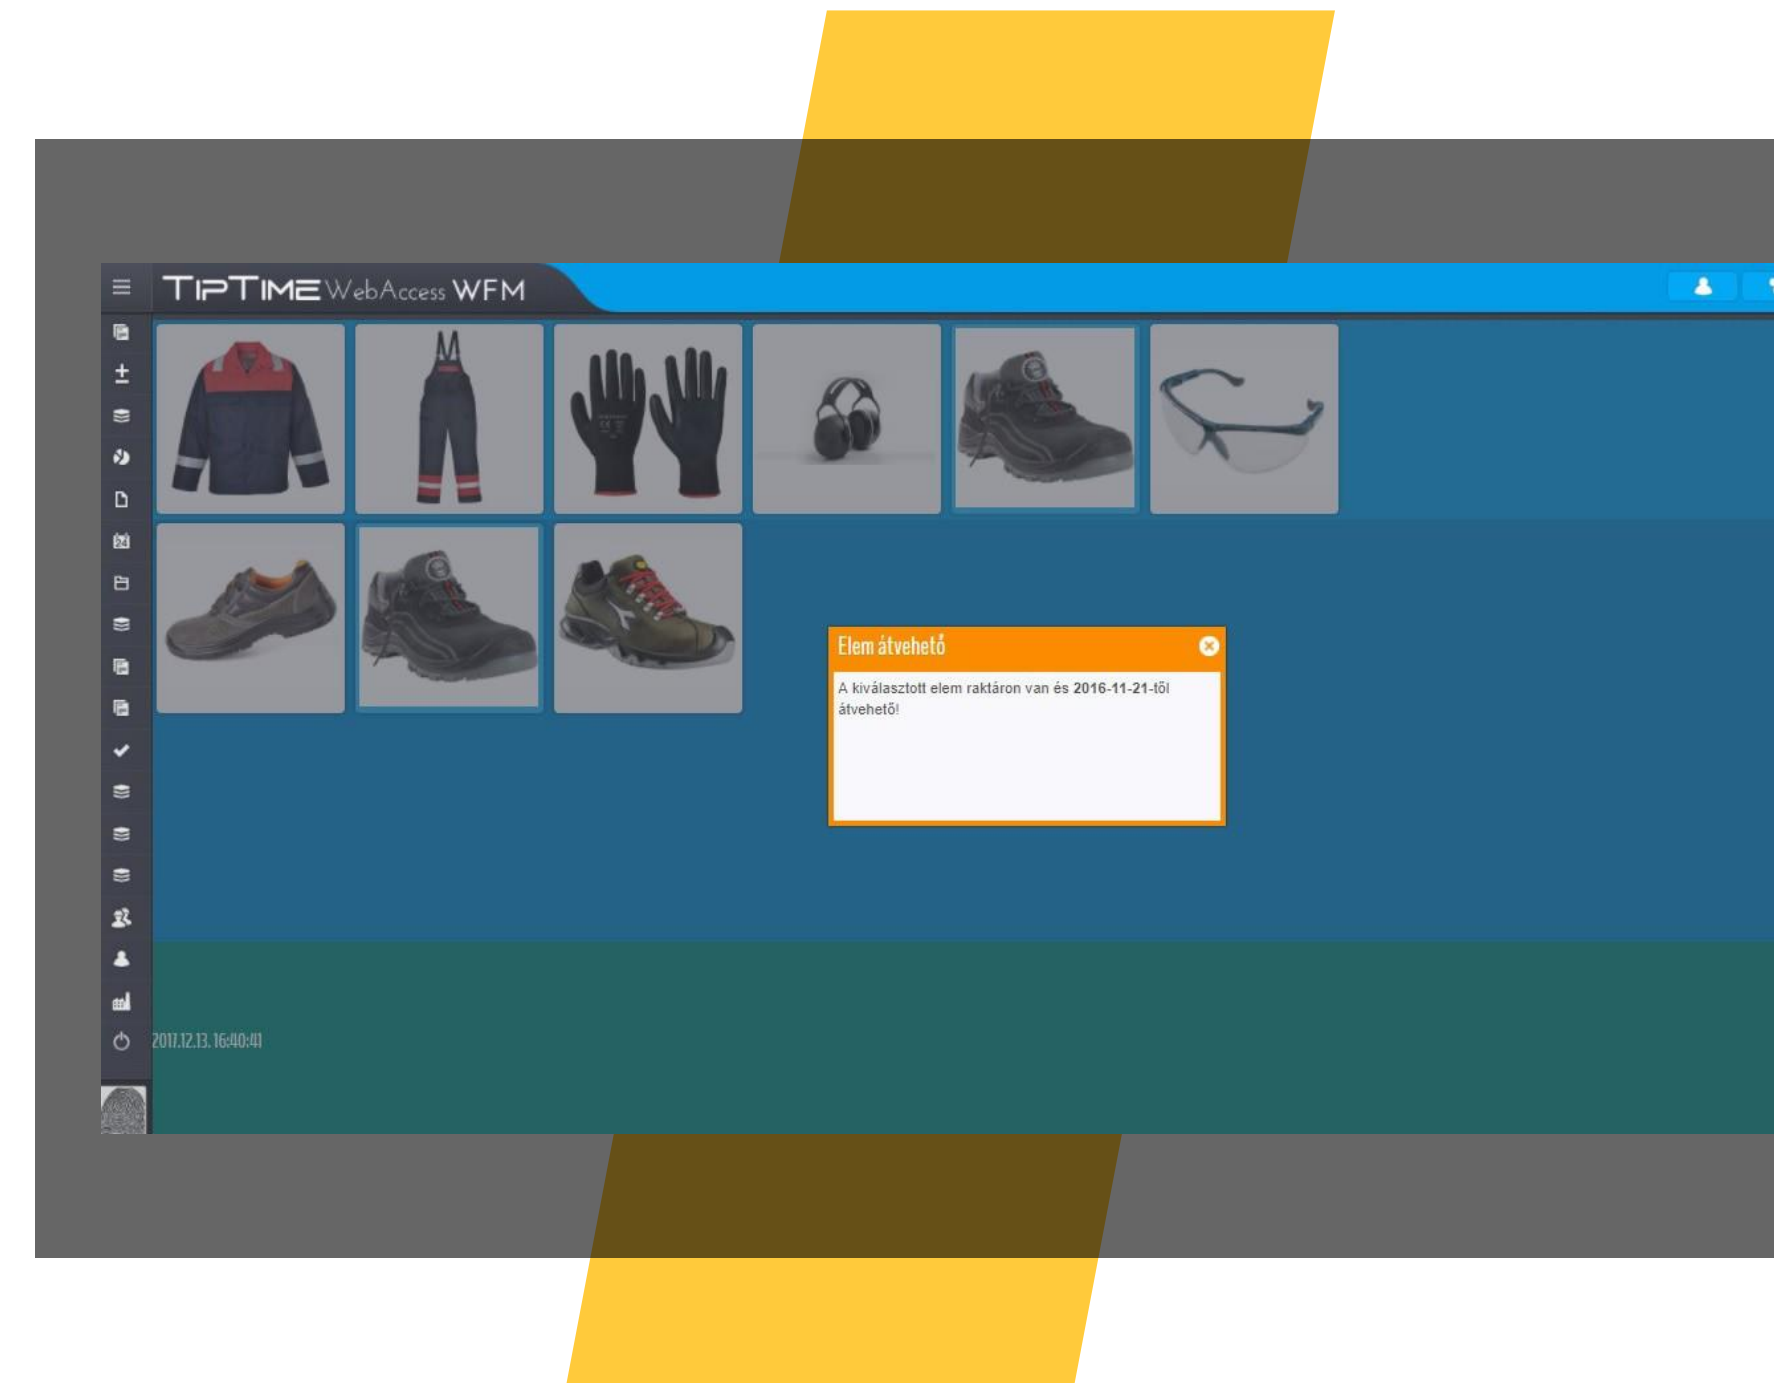 TIPTIME WebAccess WFM
Elem átvehető
A kiválasztott elem raktáron van és 2016-11-21-től
átvehető!
2017.12.13. 16:40:41